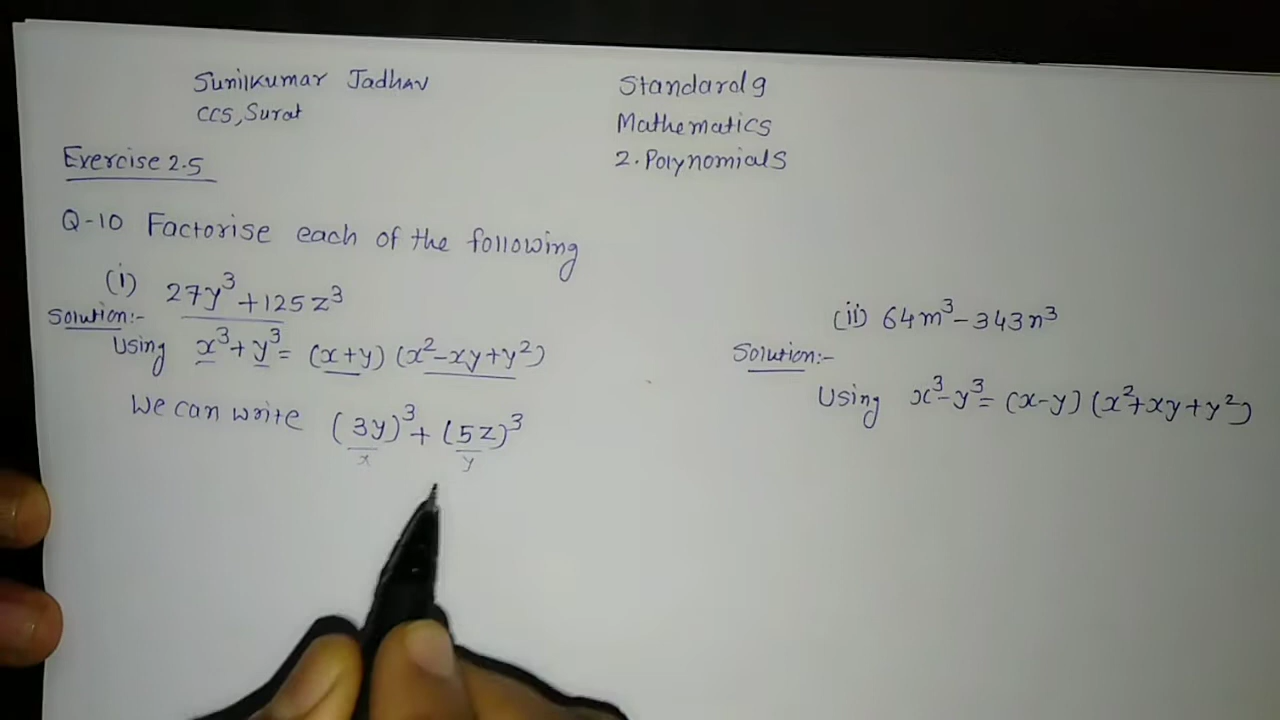 Sunilkumar Jadhav
CCS, Surat
Standard 9
Mathematics
2. Polynomials
Exercise 2.5
Q-10 Factorise each of the following
(i) 27y³+125z³
Solution:-
Using x³+y³= (x+y) (x²-xy+y²)
We can write (3y)³+(5z)³
x y
(ii) 64m³-343n³
Solution:-
Using x³-y³= (x-y) (x²+xy+y²)